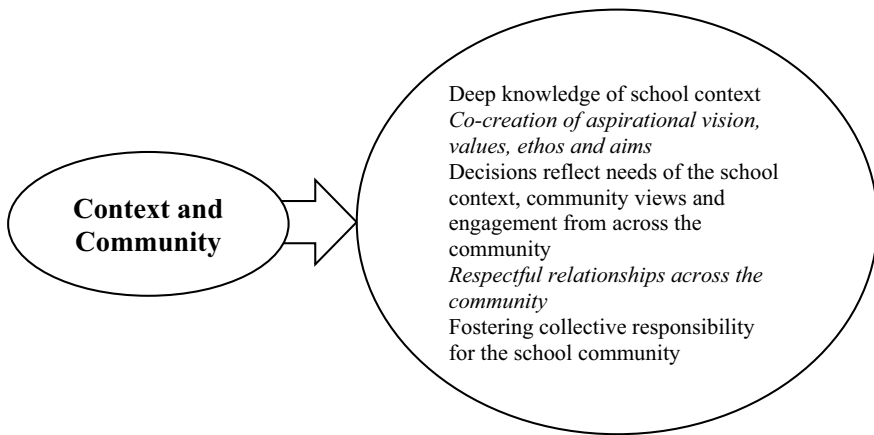 Context and
Community
Deep knowledge of school context
Co-creation of aspirational vision,
values, ethos and aims
Decisions reflect needs of the school
context, community views and
engagement from across the
community
Respectful relationships across the
community
Fostering collective responsibility
for the school community